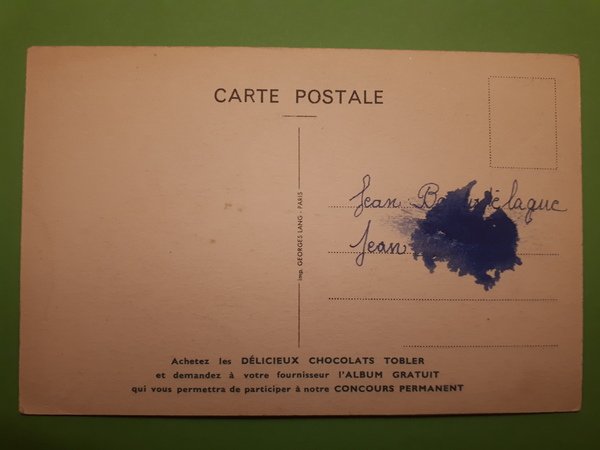 CARTE POSTALE
Jean
Jean
imp. GEORGES LANG - PARIS
Achetez les DÉLICIEUX CHOCOLATS TOBLER
et demandez à votre fournisseur l'ALBUM GRATUIT
qui vous permettra de participer à notre CONCOURS PERMANENT